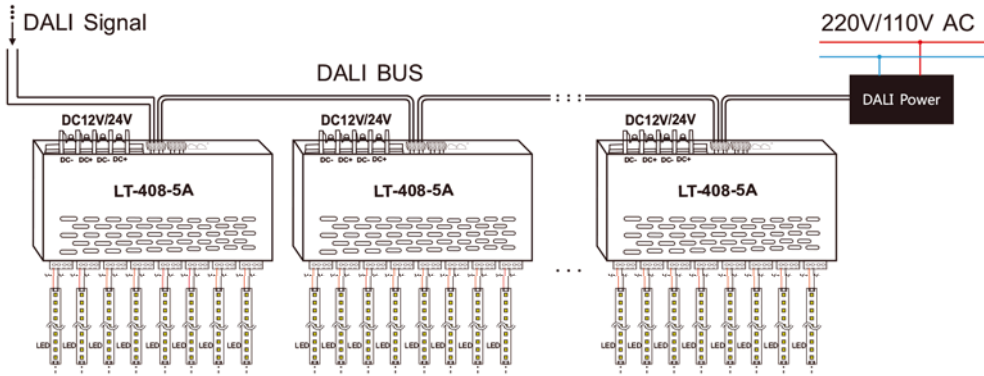 DALI Signal
220V/110V AC
DALI BUS
DALI Power
DC12V/24V
DC12V/24V
DC12V/24V
DC- DC+ DC- DC+
DC- DC+ DC- DC+
DC- DC+ DC- DC+
LT-408-5A
LT-408-5A
LT-408-5A
LED LED LED LED LED LED LED LED
LED LED LED LED LED LED LED LED
LED LED LED LED LED LED LED LED